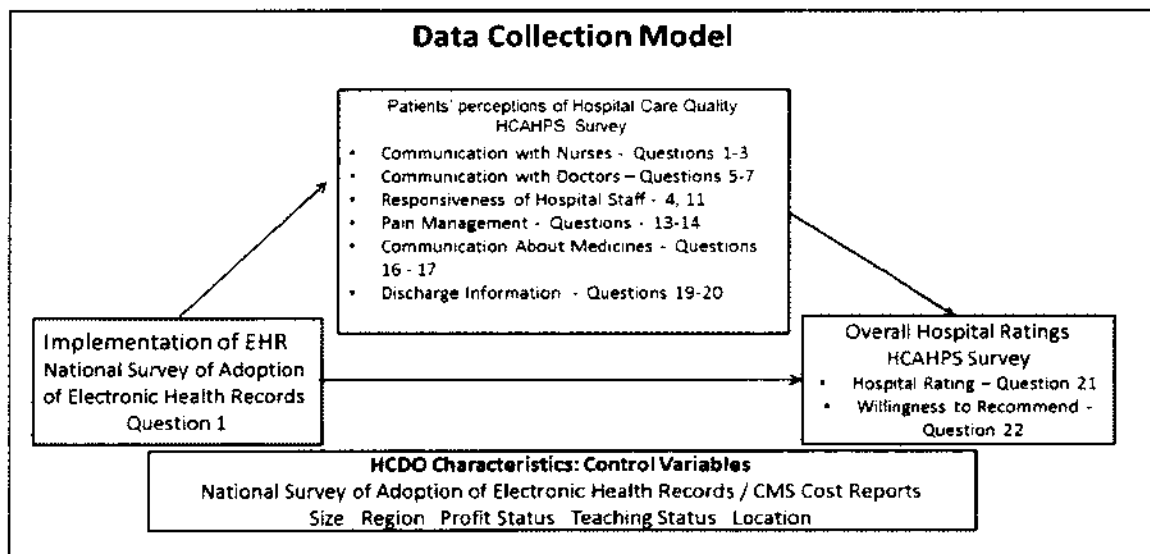 Data Collection Model
Patients' perceptions of Hospital Care Quality
HCAHPS Survey
• Communication with Nurses - Questions 1-3
• Communication with Doctors – Questions 5-7
• Responsiveness of Hospital Staff - 4, 11
• Pain Management - Questions - 13-14
• Communication About Medicines - Questions
16 - 17
• Discharge Information - Questions 19-20
Implementation of EHR
National Survey of Adoption
of Electronic Health Records
Question 1
Overall Hospital Ratings
HCAHPS Survey
• Hospital Rating – Question 21
• Willingness to Recommend -
Question 22
HCDO Characteristics: Control Variables
National Survey of Adoption of Electronic Health Records / CMS Cost Reports
Size Region Profit Status Teaching Status Location